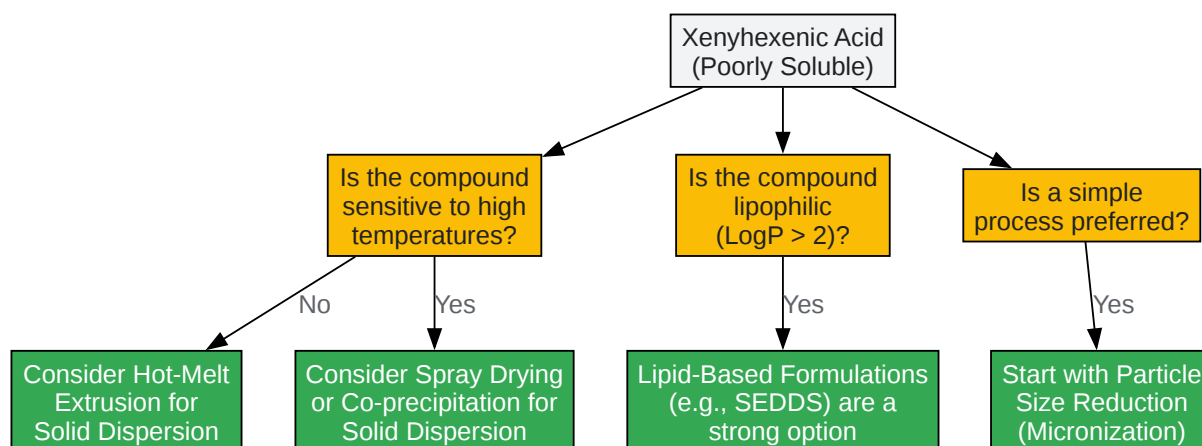 Xenyhexenic Acid
(Poorly Soluble)
Is the compound
sensitive to high
temperatures?
Is the compound
lipophilic
(LogP > 2)?
Is a simple
process preferred?
No
Yes
Yes
Yes
Consider Hot-Melt
Extrusion for
Solid Dispersion
Consider Spray Drying
or Co-precipitation for
Solid Dispersion
Lipid-Based Formulations
(e.g., SEDDS) are a
strong option
Start with Particle
Size Reduction
(Micronization)